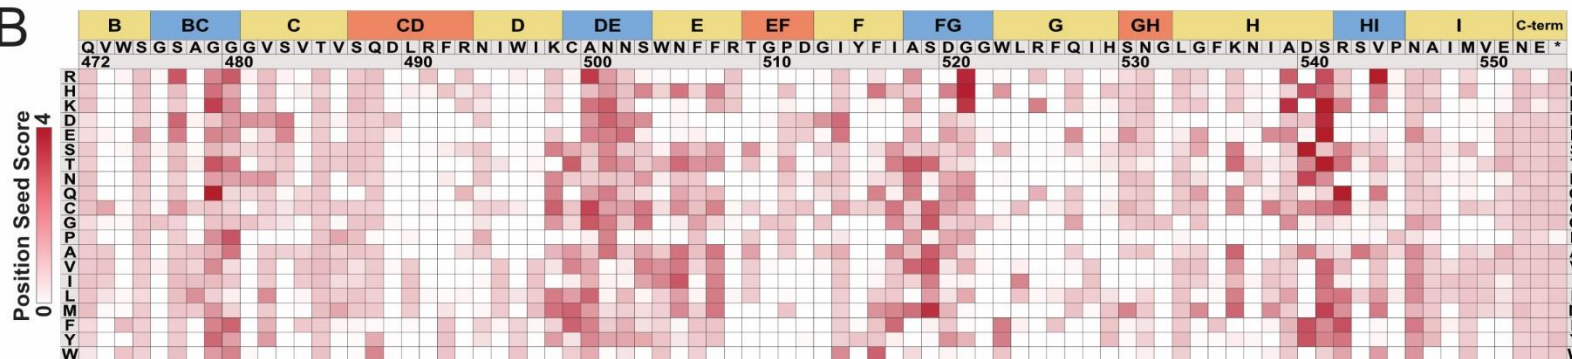 B
B BC C CD D DE E EF F FG G GH H HI I C-term
Q V W S G S A G G G V S V T V S Q D L R F R N I W I K C A N N S W N F F R T G P D G I Y F I A S D G G W L R F Q I H S N G L G F K N I A D S R S V P N A I M V E N E *
472 480 490 500 510 520 530 540 550
Position Seed Score
4
0
R
H
K
D
E
S
T
N
Q
C
G
P
A
V
I
L
M
F
Y
W